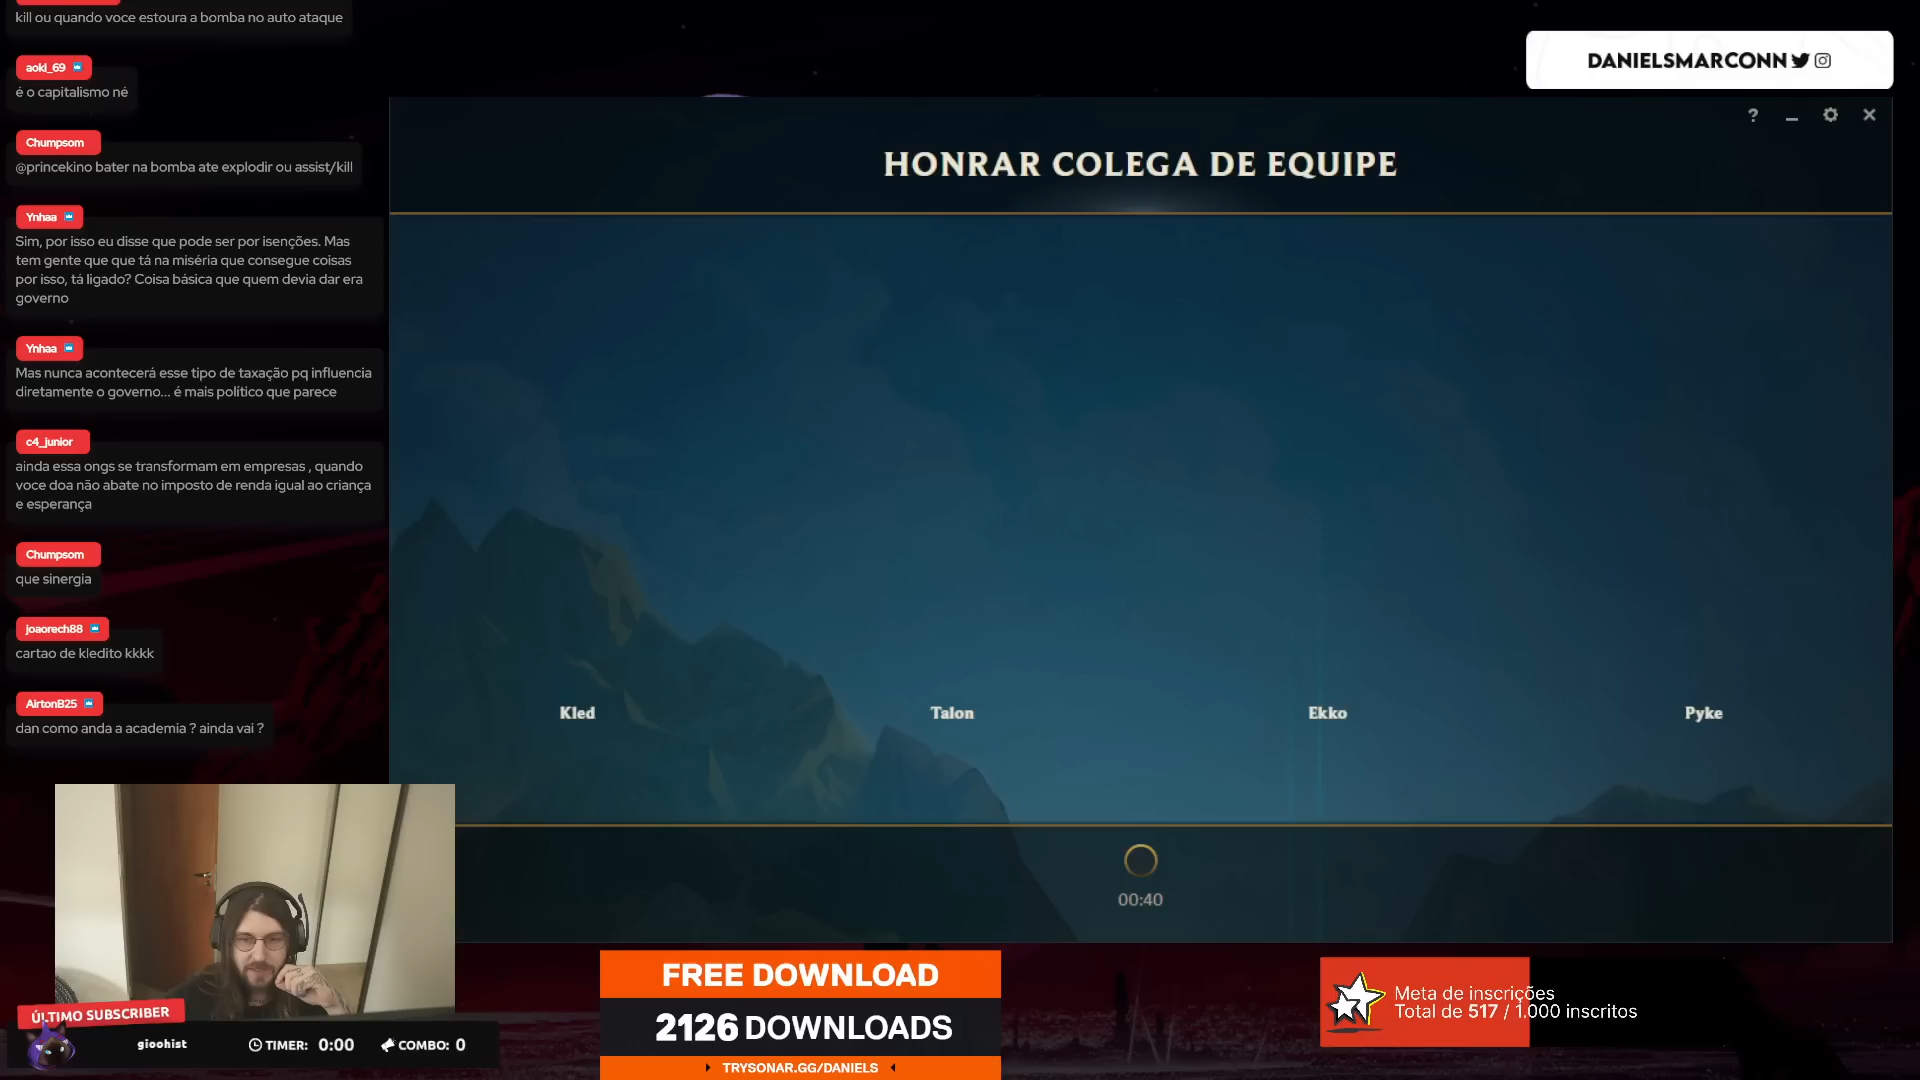 kill ou quando voce estoura a bomba no auto ataque
aoki_69
é o capitalismo né
Chumpsom
@princekino bater na bomba ate explodir ou assist/kill
Ynhaa
Sim, por isso eu disse que pode ser por isenções. Mas
tem gente que que tá na miséria que consegue coisas
por isso, tá ligado? Coisa básica que quem devia dar era
governo
Ynhaa
Mas nunca acontecerá esse tipo de taxação pq influencia
diretamente o governo... é mais político que parece
c4_junior
ainda essa ongs se transformam em empresas , quando
voce doa não abate no imposto de renda igual ao criança
e esperança
Chumpsom
que sinergia
joaorech88
cartao de kledito kkkk
AirtonB25
dan como anda a academia ? ainda vai ?
DANIELSMARCONN
?
HONRAR COLEGA DE EQUIPE
Kled
Talon
Ekko
Pyke
00:40
ÚLTIMO SUBSCRIBER
gioohist
TIMER: 0:00
COMBO: 0
FREE DOWNLOAD
2126 DOWNLOADS
TRYSONAR.GG/DANIELS
Meta de inscrições
Total de 517 / 1.000 inscritos